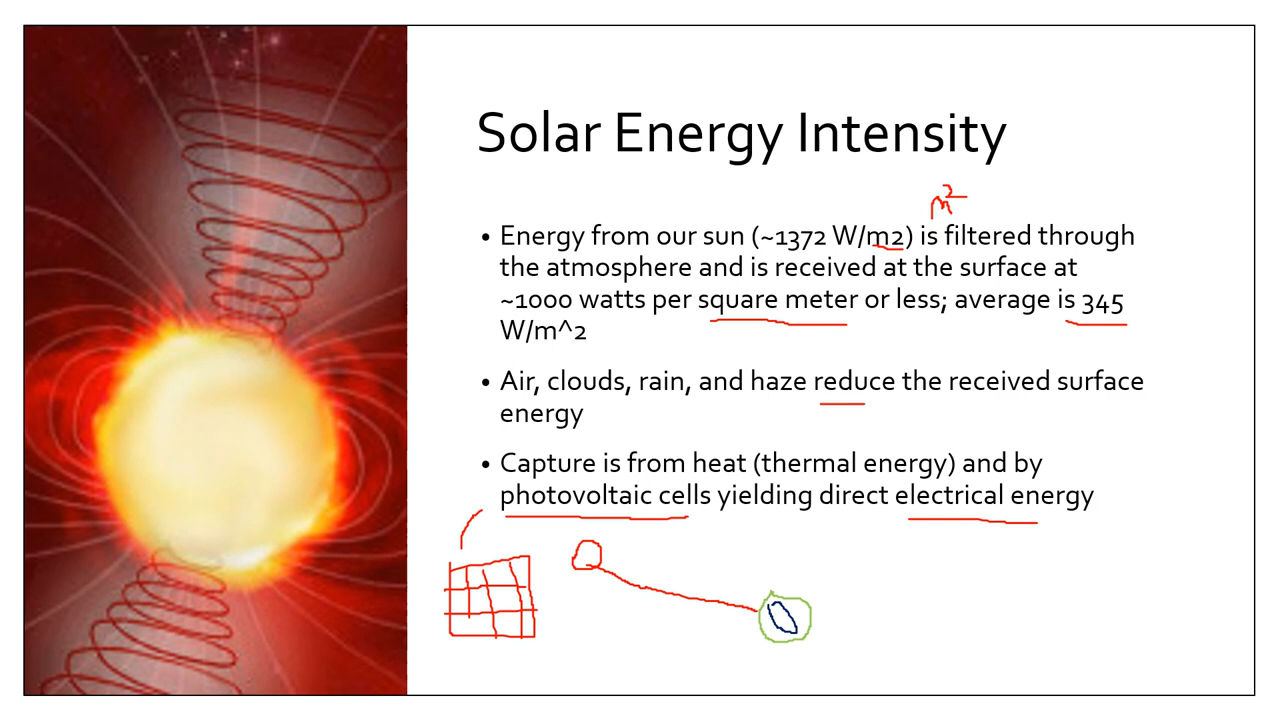 Solar Energy Intensity
m²
• Energy from our sun (~1372 W/m2) is filtered through
the atmosphere and is received at the surface at
~1000 watts per square meter or less; average is 345
W/m^2
• Air, clouds, rain, and haze reduce the received surface
energy
• Capture is from heat (thermal energy) and by
photovoltaic cells yielding direct electrical energy